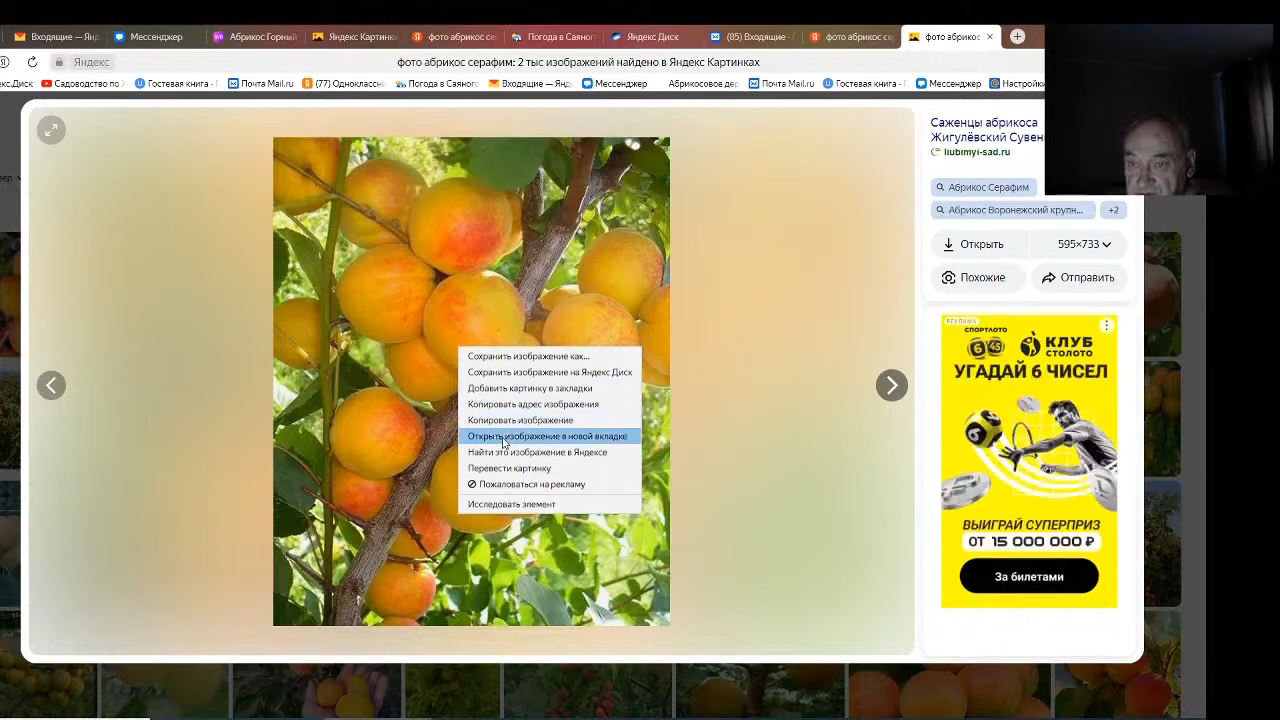 Входящие — Янд
Мессенджер
Абрикос Горный
Яндекс Картинк
фото абрикос се
Погода в Саяног
Яндекс Диск
(85) Входящие -
фото абрикос се
фото абрикос
Яндекс
фото абрикос серафим: 2 тыс изображений найдено в Яндекс Картинках
с.Диск
Садоводство по
Гостевая книга - Г
Почта Mail.ru
(77) Одноклассн
Погода в Саяног
Входящие — Янд
Мессенджер
Абрикосовое дер
Почта Mail.ru
Гостевая книга - Г
Мессенджер
Настройки
Саженцы абрикоса
Жигулёвский Сувен
liubimyi-sad.ru
Абрикос Серафим
Абрикос Воронежский крупн...
+2
Открыть
595×733
Похожие
Отправить
Сохранить изображение как...
Сохранить изображение на Яндекс Диск
Добавить картинку в закладки
Копировать адрес изображения
Копировать изображение
Открыть изображение в новой вкладке
Найти это изображение в Яндексе
Перевести картинку
Пожаловаться на рекламу
Исследовать элемент
РЕКЛАМА
СПОРТЛОТО
6 45
КЛУБ
СТОЛОТО
УГАДАЙ 6 ЧИСЕЛ
ВЫИГРАЙ СУПЕРПРИЗ
ОТ 15 000 000 ₽
За билетами